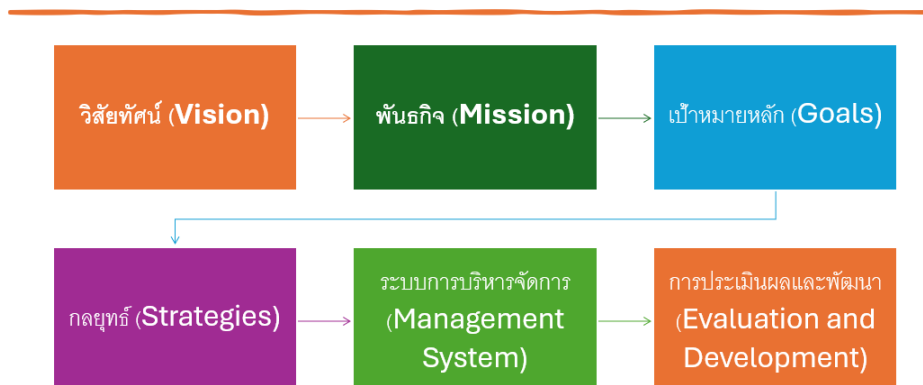 วิสัยทัศน์ (Vision)
พันธกิจ (Mission)
เป้าหมายหลัก (Goals)
กลยุทธ์ (Strategies)
ระบบการบริหารจัดการ
(Management
System)
การประเมินผลและพัฒนา
(Evaluation and
Development)